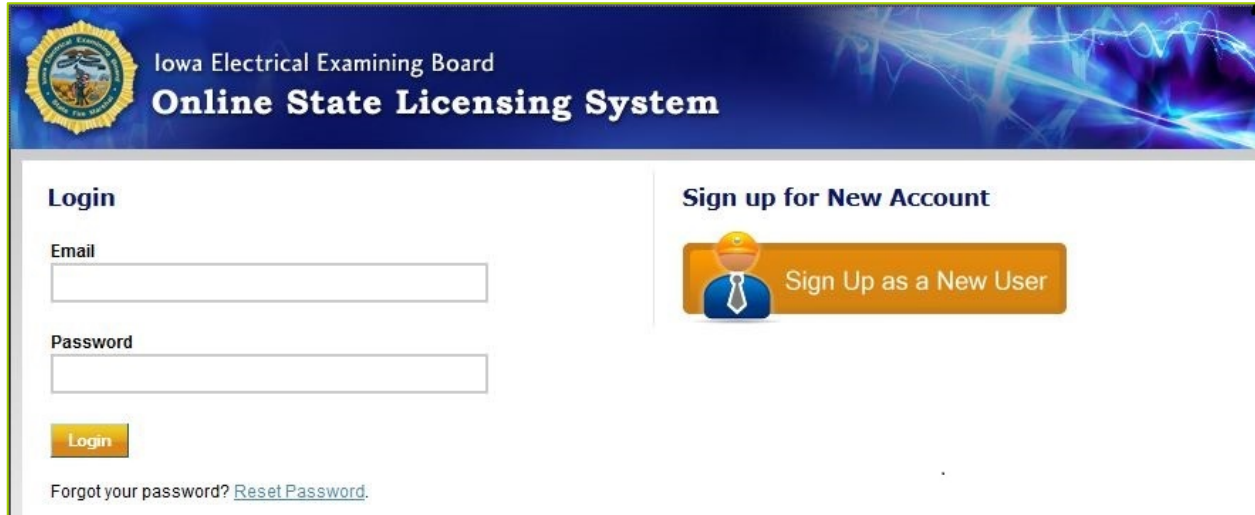 Iowa Electrical Examining Board
Online State Licensing System
Login
Email
Password
Login
Forgot your password? Reset Password.
Sign up for New Account
Sign Up as a New User